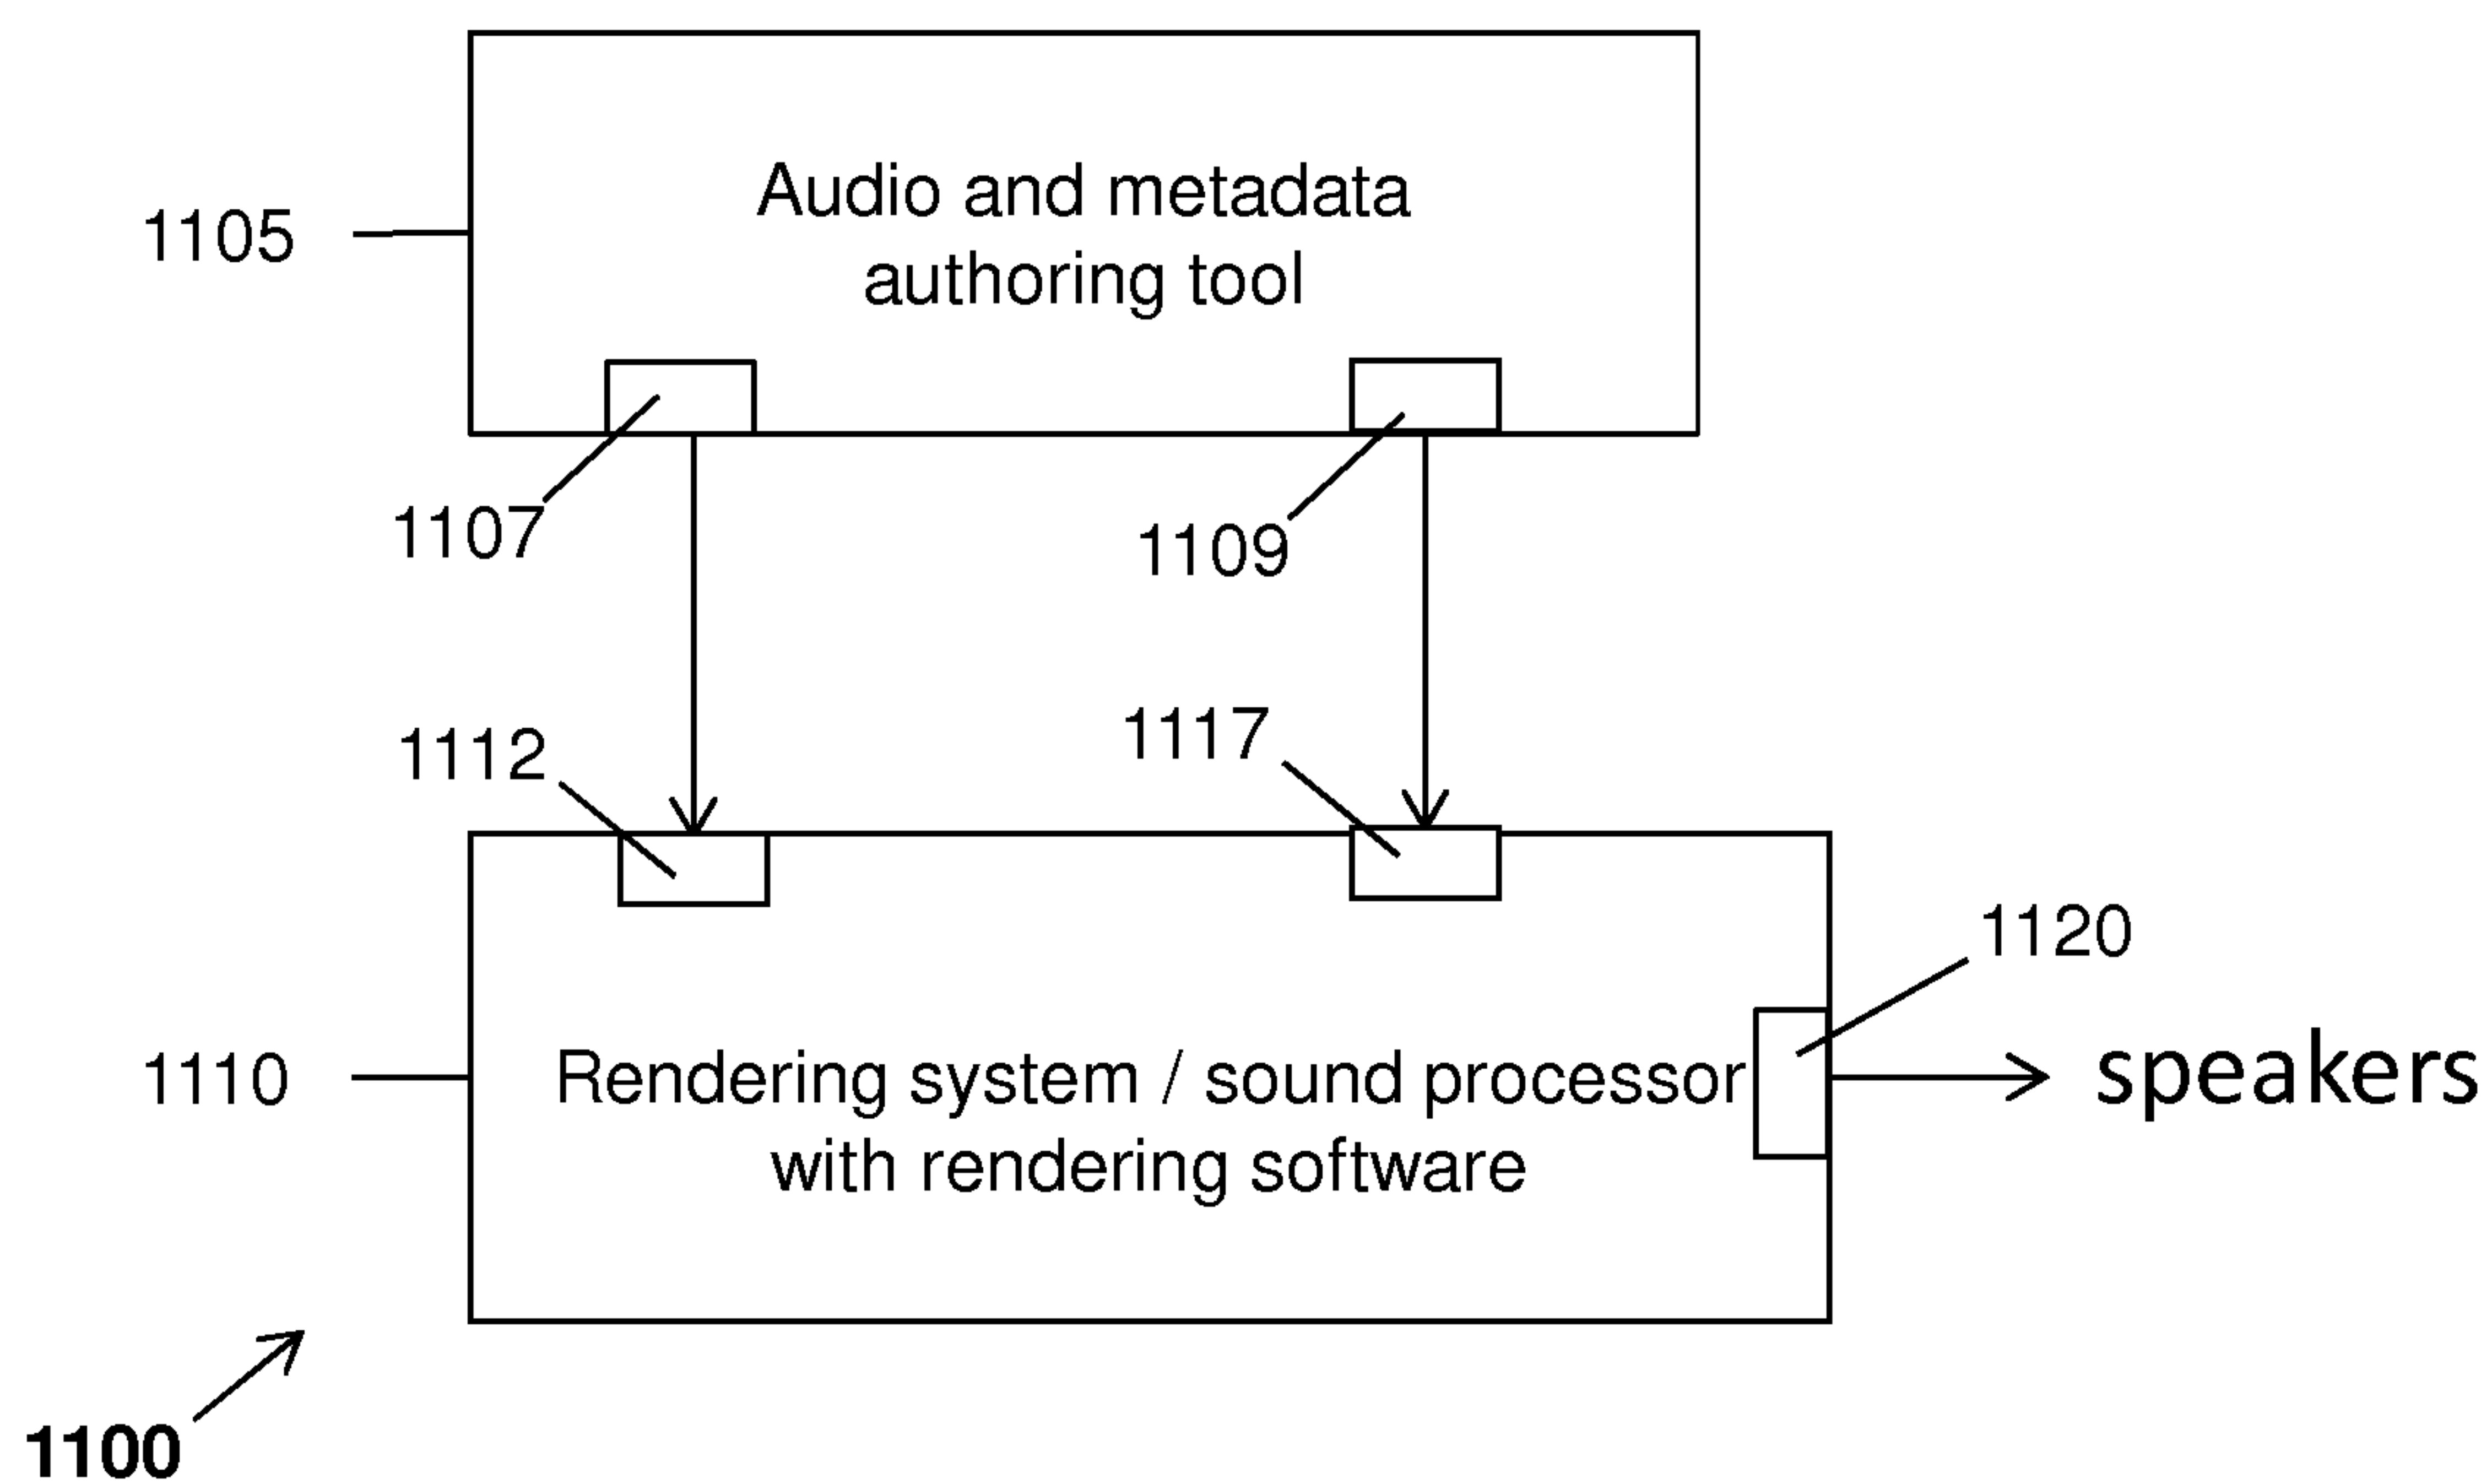 Audio and metadata
authoring tool
1105
1107
1109
1112
1117
1120
1110
Rendering system / sound processor
with rendering software
speakers
1100